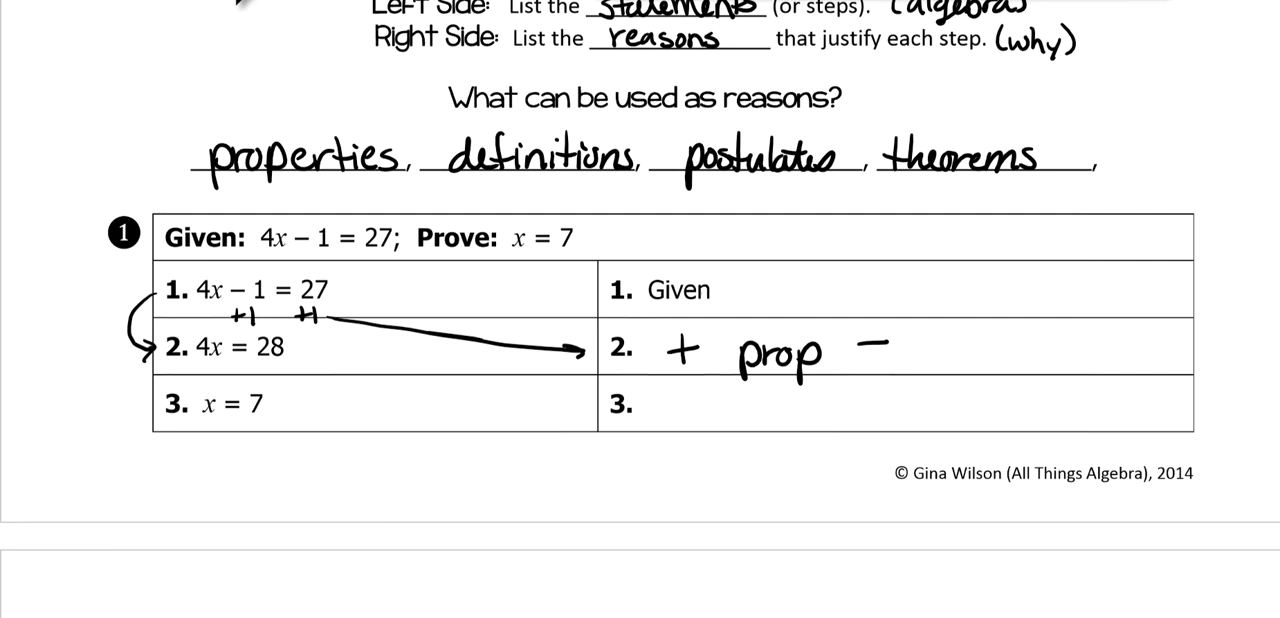 Left Side: List the statements (or steps). (algebra)
Right Side: List the reasons that justify each step. (why)
What can be used as reasons?
properties, definitions, postulates, theorems,
1 Given: 4x – 1 = 27; Prove: x = 7
1. 4x – 1 = 27 1. Given
+1 +1
2. 4x = 28 2. + prop –
3. x = 7 3.
© Gina Wilson (All Things Algebra), 2014